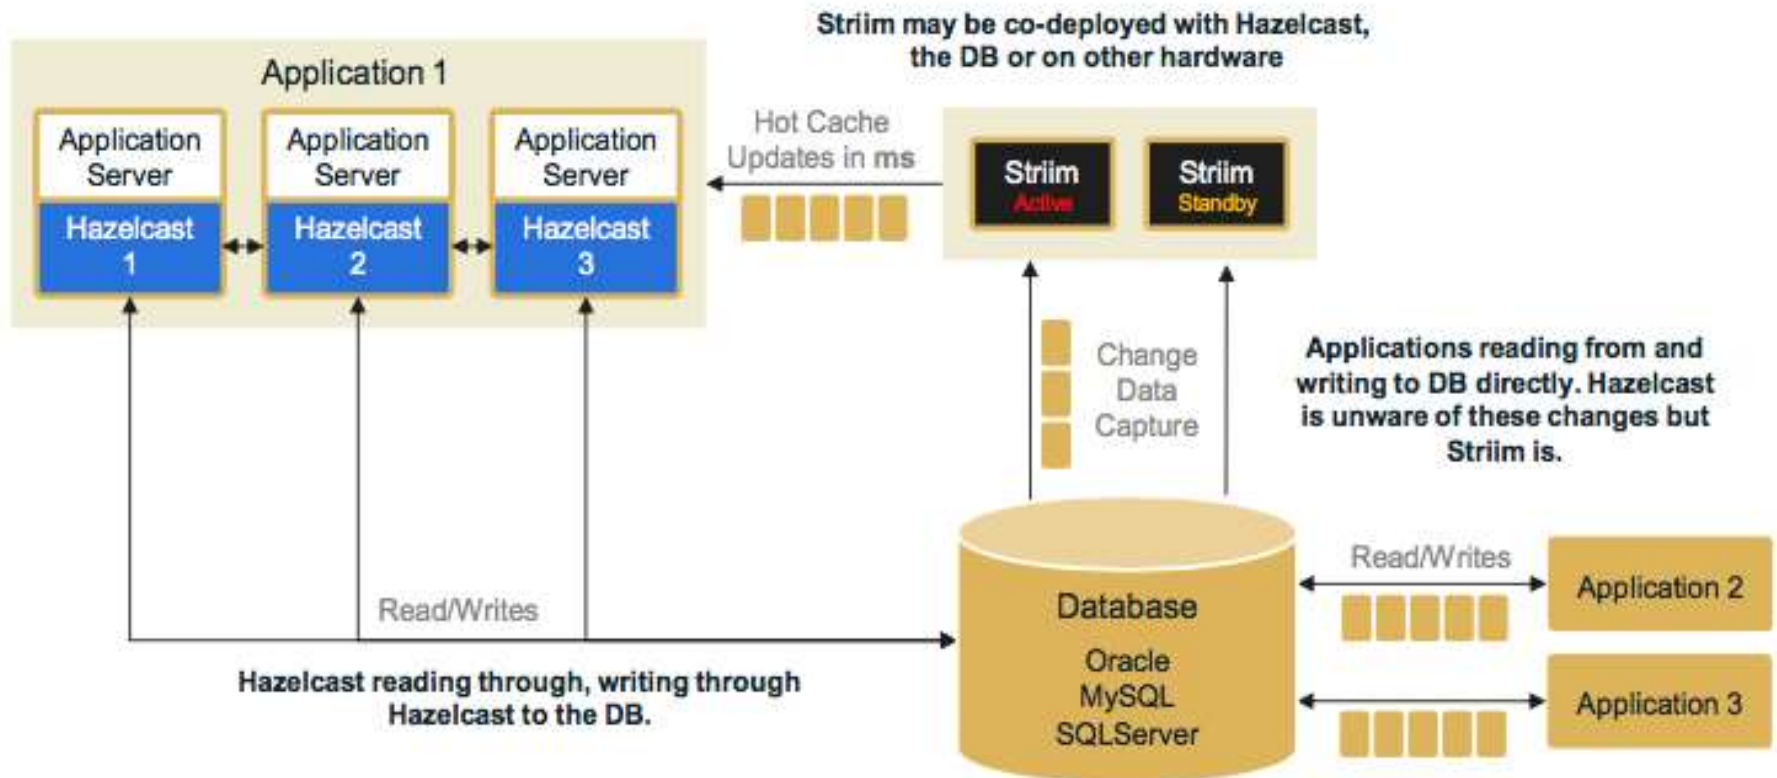 Striim may be co-deployed with Hazelcast,
the DB or on other hardware
Application 1
Application
Server
Hazelcast
1
Application
Server
Hazelcast
2
Application
Server
Hazelcast
3
Hot Cache
Updates in ms
Striim
Active
Striim
Standby
Change
Data
Capture
Applications reading from and
writing to DB directly. Hazelcast
is unware of these changes but
Striim is.
Read/Writes
Hazelcast reading through, writing through
Hazelcast to the DB.
Database
Oracle
MySQL
SQLServer
Read/Writes
Application 2
Application 3